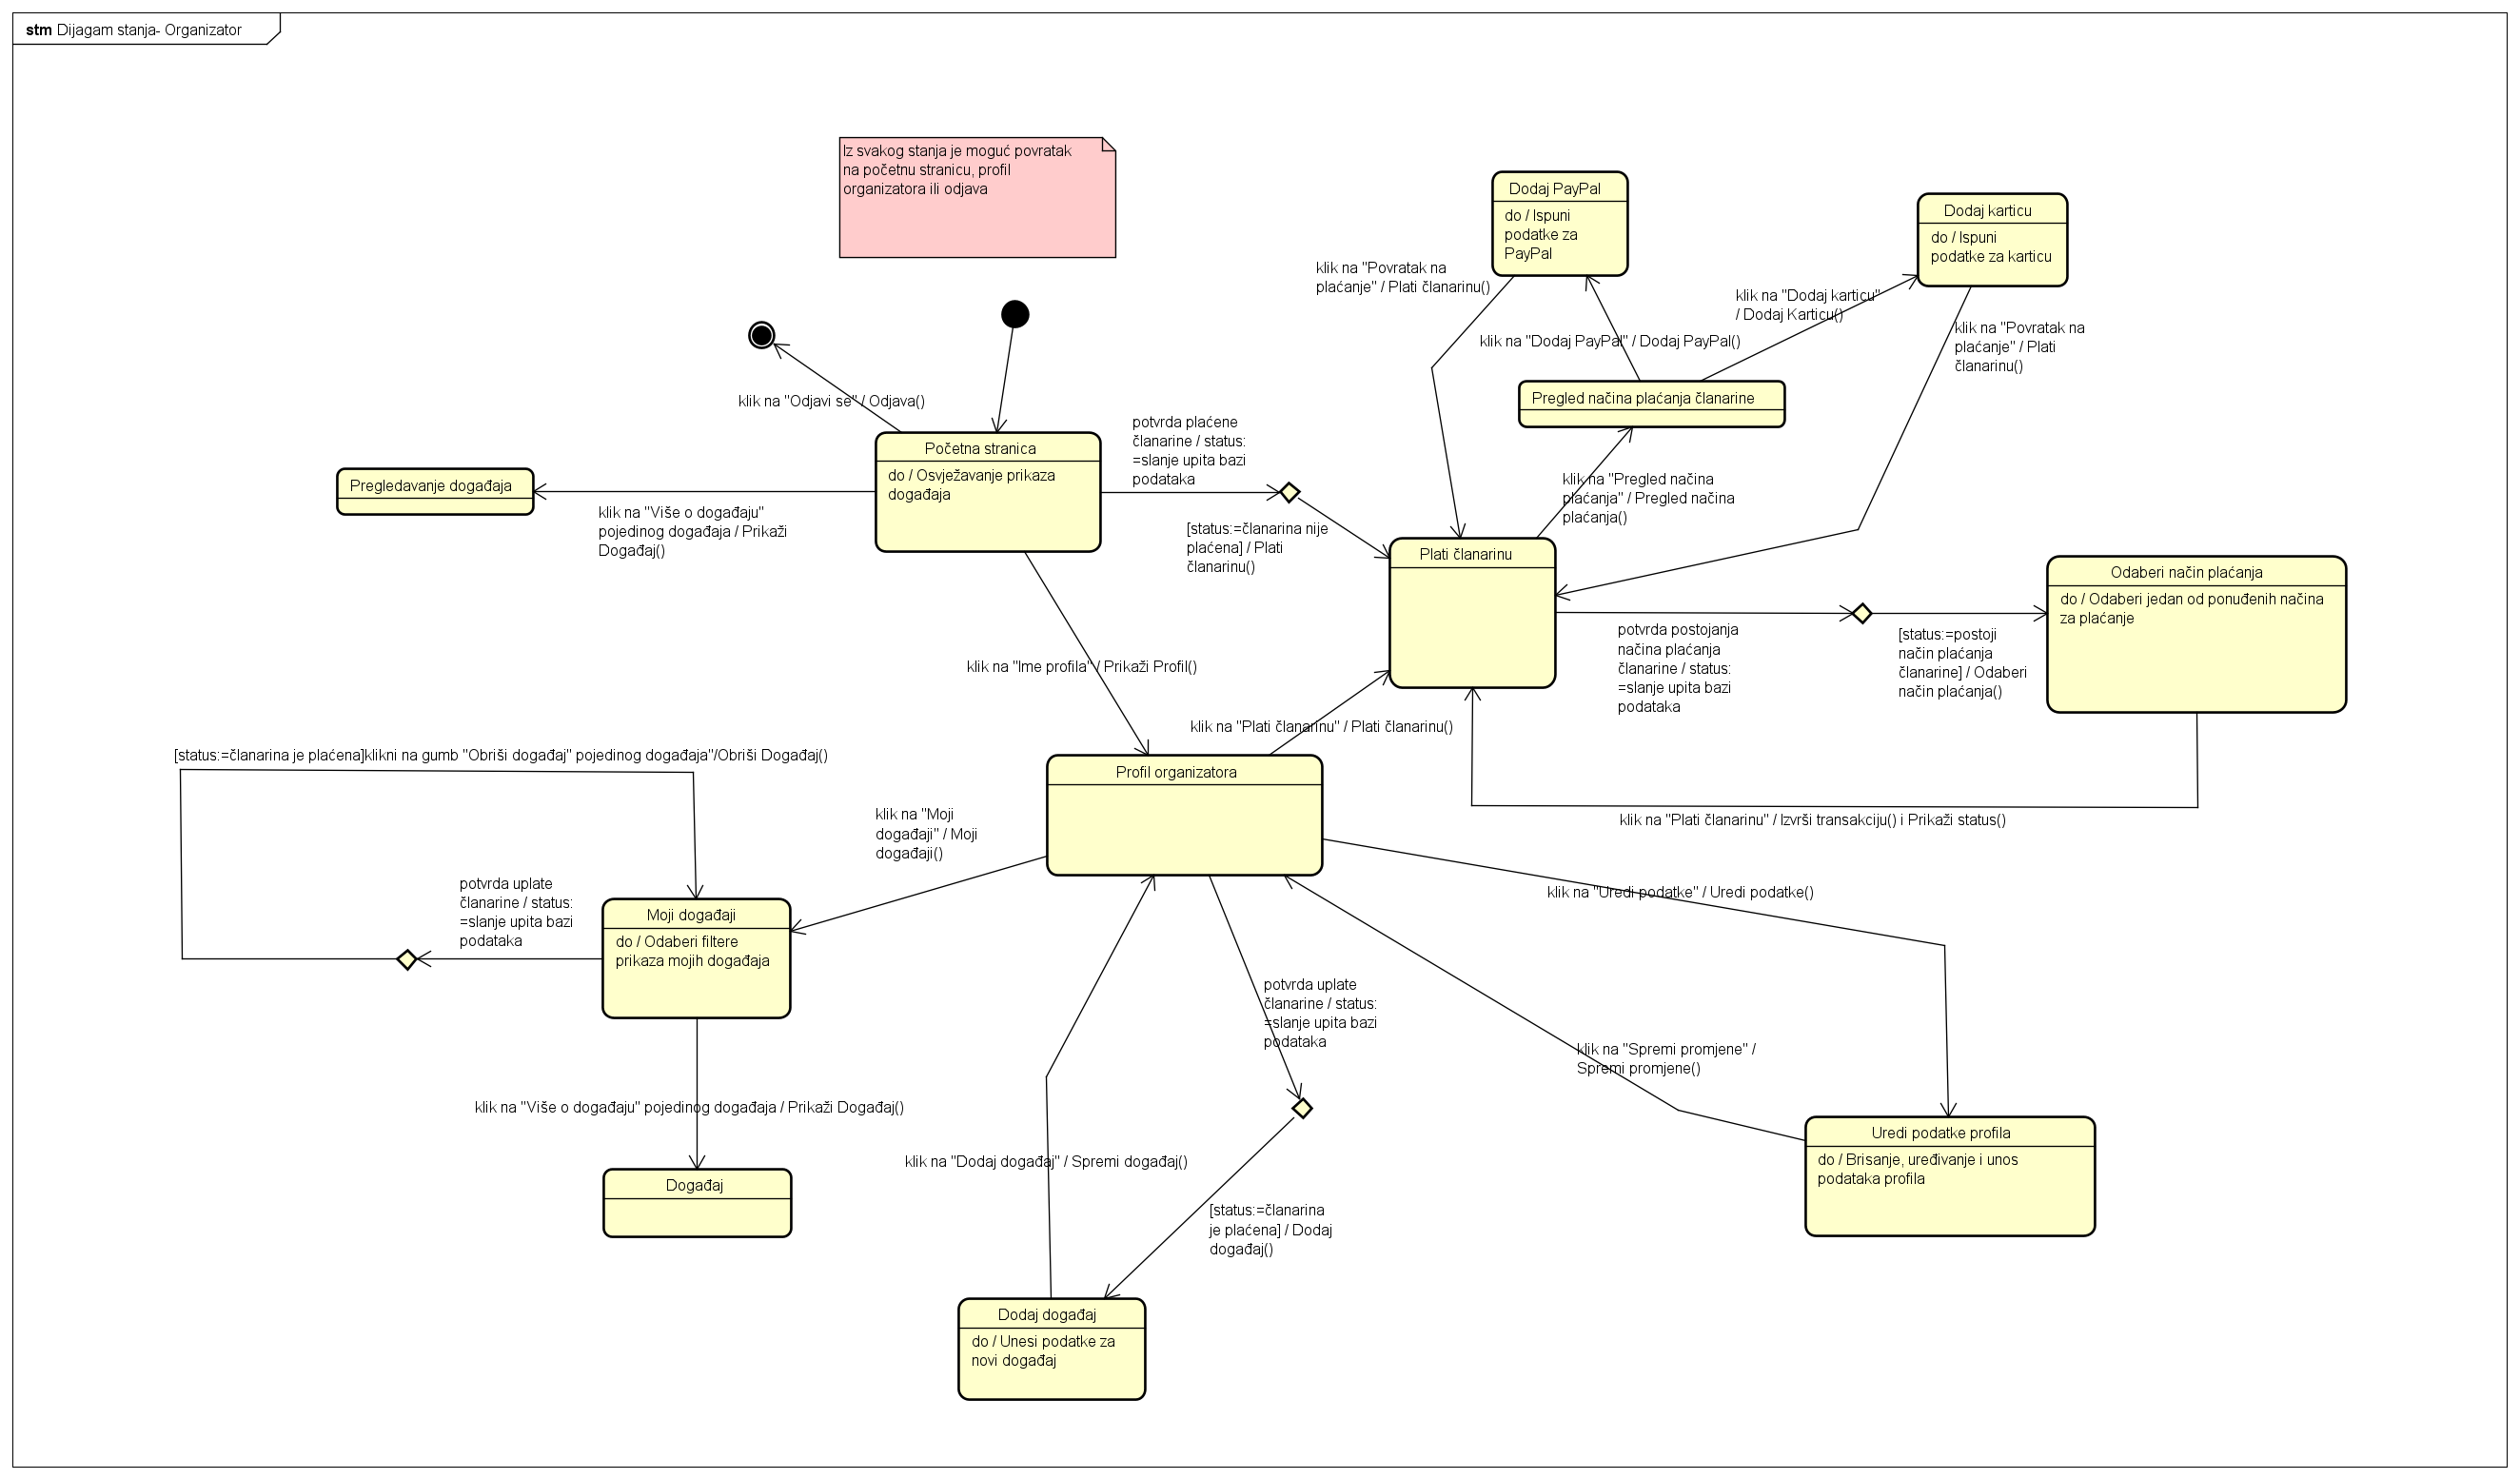 stm Dijagam stanja- Organizator
Iz svakog stanja je moguć povratak
na početnu stranicu, profil
organizatora ili odjava
Dodaj PayPal
do / Ispuni
podatke za
PayPal
Dodaj karticu
do / Ispuni
podatke za karticu
klik na "Povratak na
plaćanje" / Plati članarinu()
klik na "Dodaj karticu"
/ Dodaj Karticu()
klik na "Dodaj PayPal" / Dodaj PayPal()
klik na "Povratak na
plaćanje" / Plati
članarinu()
klik na "Odjavi se" / Odjava()
Pregled načina plaćanja članarine
Početna stranica
do / Osvježavanje prikaza
događaja
potvrda plaćene
članarine / status:
=slanje upita bazi
podataka
Pregledavanje događaja
klik na "Više o događaju"
pojedinog događaja / Prikaži
Događaj()
klik na "Pregled načina
plaćanja" / Pregled načina
plaćanja()
[status:=članarina nije
plaćena] / Plati
članarinu()
Plati članarinu
Odaberi način plaćanja
do / Odaberi jedan od ponuđenih načina
za plaćanje
potvrda postojanja
načina plaćanja
članarine / status:
=slanje upita bazi
podataka
[status:=postoji
način plaćanja
članarine] / Odaberi
način plaćanja()
klik na "Ime profila" / Prikaži Profil()
klik na "Plati članarinu" / Plati članarinu()
[status:=članarina je plaćena]klikni na gumb "Obriši događaj" pojedinog događaja"/Obriši Događaj()
Profil organizatora
klik na "Moji
događaji" / Moji
događaji()
klik na "Plati članarinu" / Izvrši transakciju() i Prikaži status()
potvrda uplate
članarine / status:
=slanje upita bazi
podataka
Moji događaji
do / Odaberi filtere
prikaza mojih događaja
klik na "Uredi podatke" / Uredi podatke()
potvrda uplate
članarine / status:
=slanje upita bazi
podataka
klik na "Spremi promjene" /
Spremi promjene()
klik na "Više o događaju" pojedinog događaja / Prikaži Događaj()
Uredi podatke profila
do / Brisanje, uređivanje i unos
podataka profila
klik na "Dodaj događaj" / Spremi događaj()
Događaj
[status:=članarina
je plaćena] / Dodaj
događaj()
Dodaj događaj
do / Unesi podatke za
novi događaj